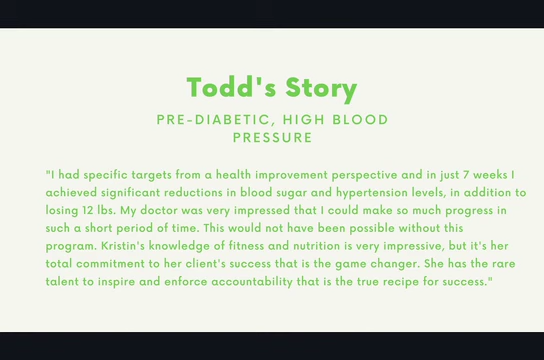 Todd's Story
PRE-DIABETIC, HIGH BLOOD
PRESSURE
"I had specific targets from a health improvement perspective and in just 7 weeks I
achieved significant reductions in blood sugar and hypertension levels, in addition to
losing 12 lbs. My doctor was very impressed that I could make so much progress in
such a short period of time. This would not have been possible without this
program. Kristin's knowledge of fitness and nutrition is very impressive, but it's her
total commitment to her client's success that is the game changer. She has the rare
talent to inspire and enforce accountability that is the true recipe for success."